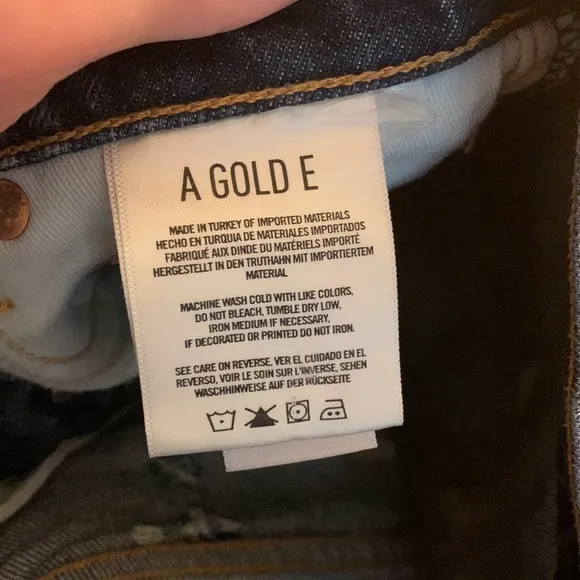 A GOLD E
MADE IN TURKEY OF IMPORTED MATERIALS
HECHO EN TURQUIA DE MATERIALES IMPORTADOS
FABRIQUÉ AUX DINDE DU MATÉRIELS IMPORTÉ
HERGESTELLT IN DEN TRUTHAHN MIT IMPORTIERTEM
MATERIAL
MACHINE WASH COLD WITH LIKE COLORS,
DO NOT BLEACH, TUMBLE DRY LOW,
IRON MEDIUM IF NECESSARY,
IF DECORATED OR PRINTED DO NOT IRON.
SEE CARE ON REVERSE, VER EL CUIDADO EN EL
REVERSO, VOIR LE SOIN SUR L'INVERSE, SEHEN
WASCHHINWEISE AUF DER RÜCKSEITE